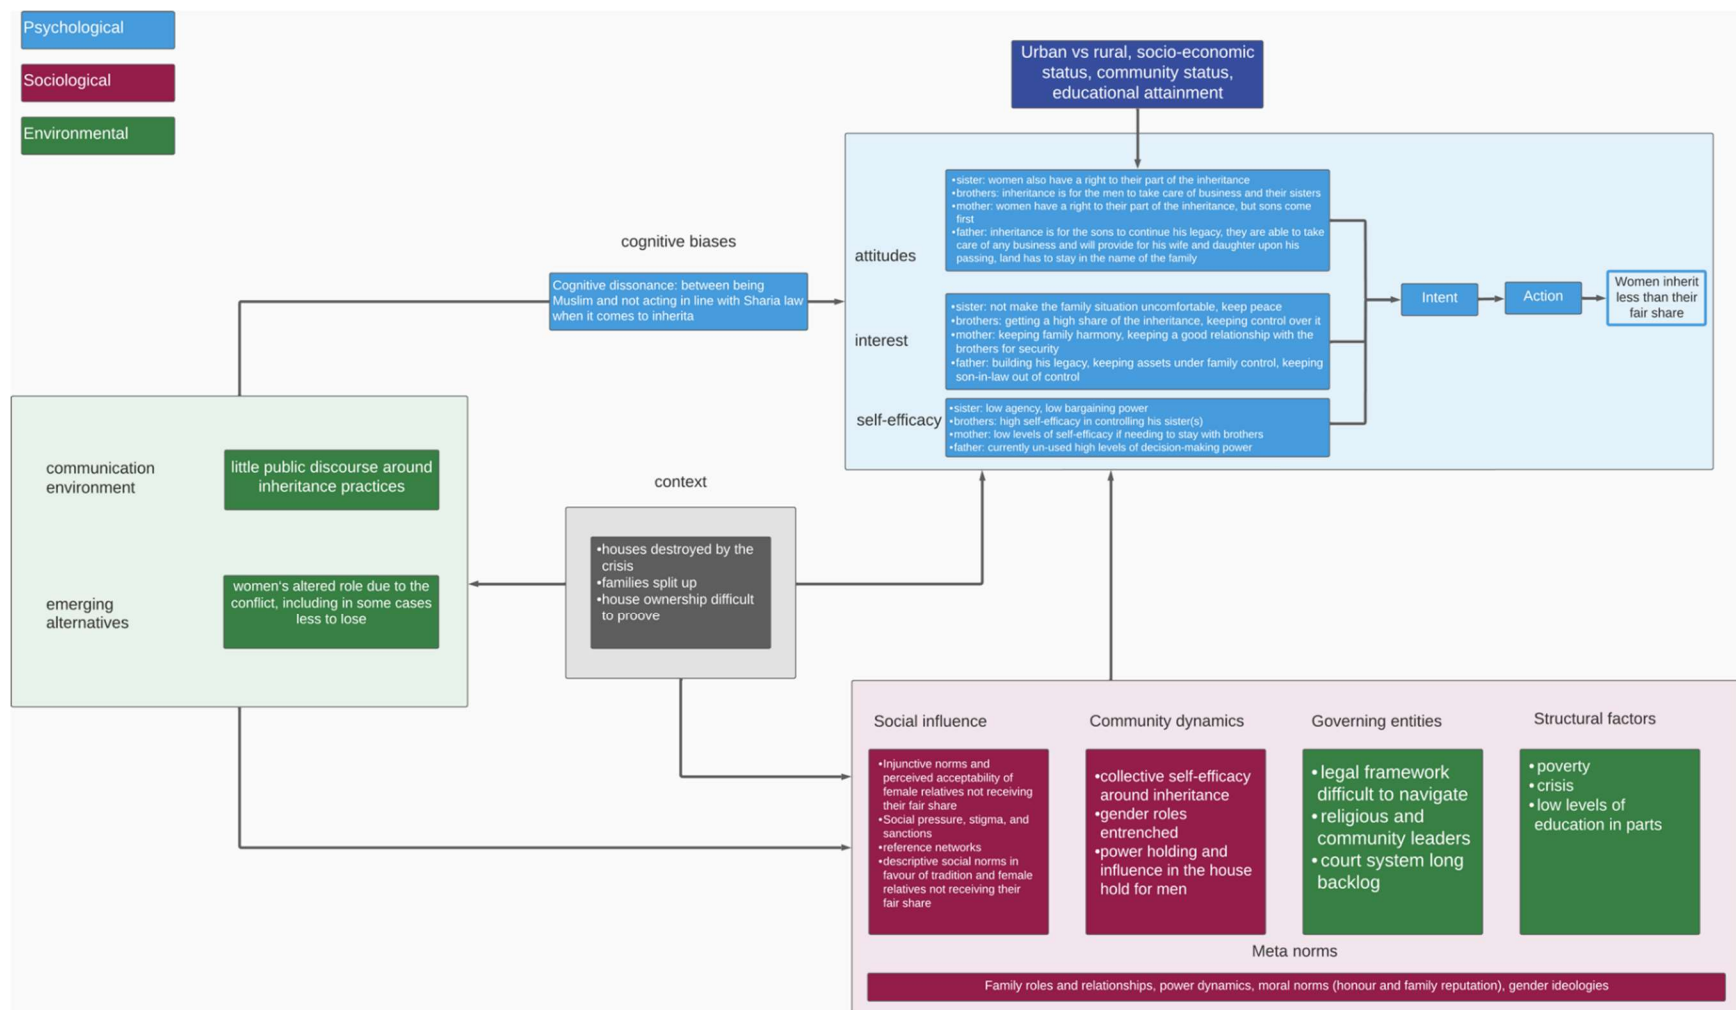 Psychological
Sociological
Environmental
Urban vs rural, socio-economic
status, community status,
educational attainment
cognitive biases
Cognitive dissonance: between being
Muslim and not acting in line with Sharia law
when it comes to inherita
attitudes
•sister: women also have a right to their part of the inheritance
•brothers: inheritance is for the men to take care of business and their sisters
•mother: women have a right to their part of the inheritance, but sons come
first
•father: inheritance is for the sons to continue his legacy, they are able to take
care of any business and will provide for his wife and daughter upon his
passing, land has to stay in the name of the family
interest
•sister: not make the family situation uncomfortable, keep peace
•brothers: getting a high share of the inheritance, keeping control over it
•mother: keeping family harmony, keeping a good relationship with the
brothers for security
•father: building his legacy, keeping assets under family control, keeping
son-in-law out of control
self-efficacy
•sister: low agency, low bargaining power
•brothers: high self-efficacy in controlling his sister(s)
•mother: low levels of self-efficacy if needing to stay with brothers
•father: currently un-used high levels of decision-making power
Intent
Action
Women inherit
less than their
fair share
communication
environment
little public discourse around
inheritance practices
emerging
alternatives
women's altered role due to the
conflict, including in some cases
less to lose
context
•houses destroyed by the
crisis
•families split up
•house ownership difficult
to proove
Social influence
•Injunctive norms and
perceived acceptability of
female relatives not receiving
their fair share
•Social pressure, stigma, and
sanctions
•reference networks
•descriptive social norms in
favour of tradition and female
relatives not receiving their
fair share
Community dynamics
•collective self-efficacy
around inheritance
•gender roles
entrenched
•power holding and
influence in the house
hold for men
Governing entities
•legal framework
difficult to navigate
•religious and
community leaders
•court system long
backlog
Structural factors
•poverty
•crisis
•low levels of
education in parts
Meta norms
Family roles and relationships, power dynamics, moral norms (honour and family reputation), gender ideologies